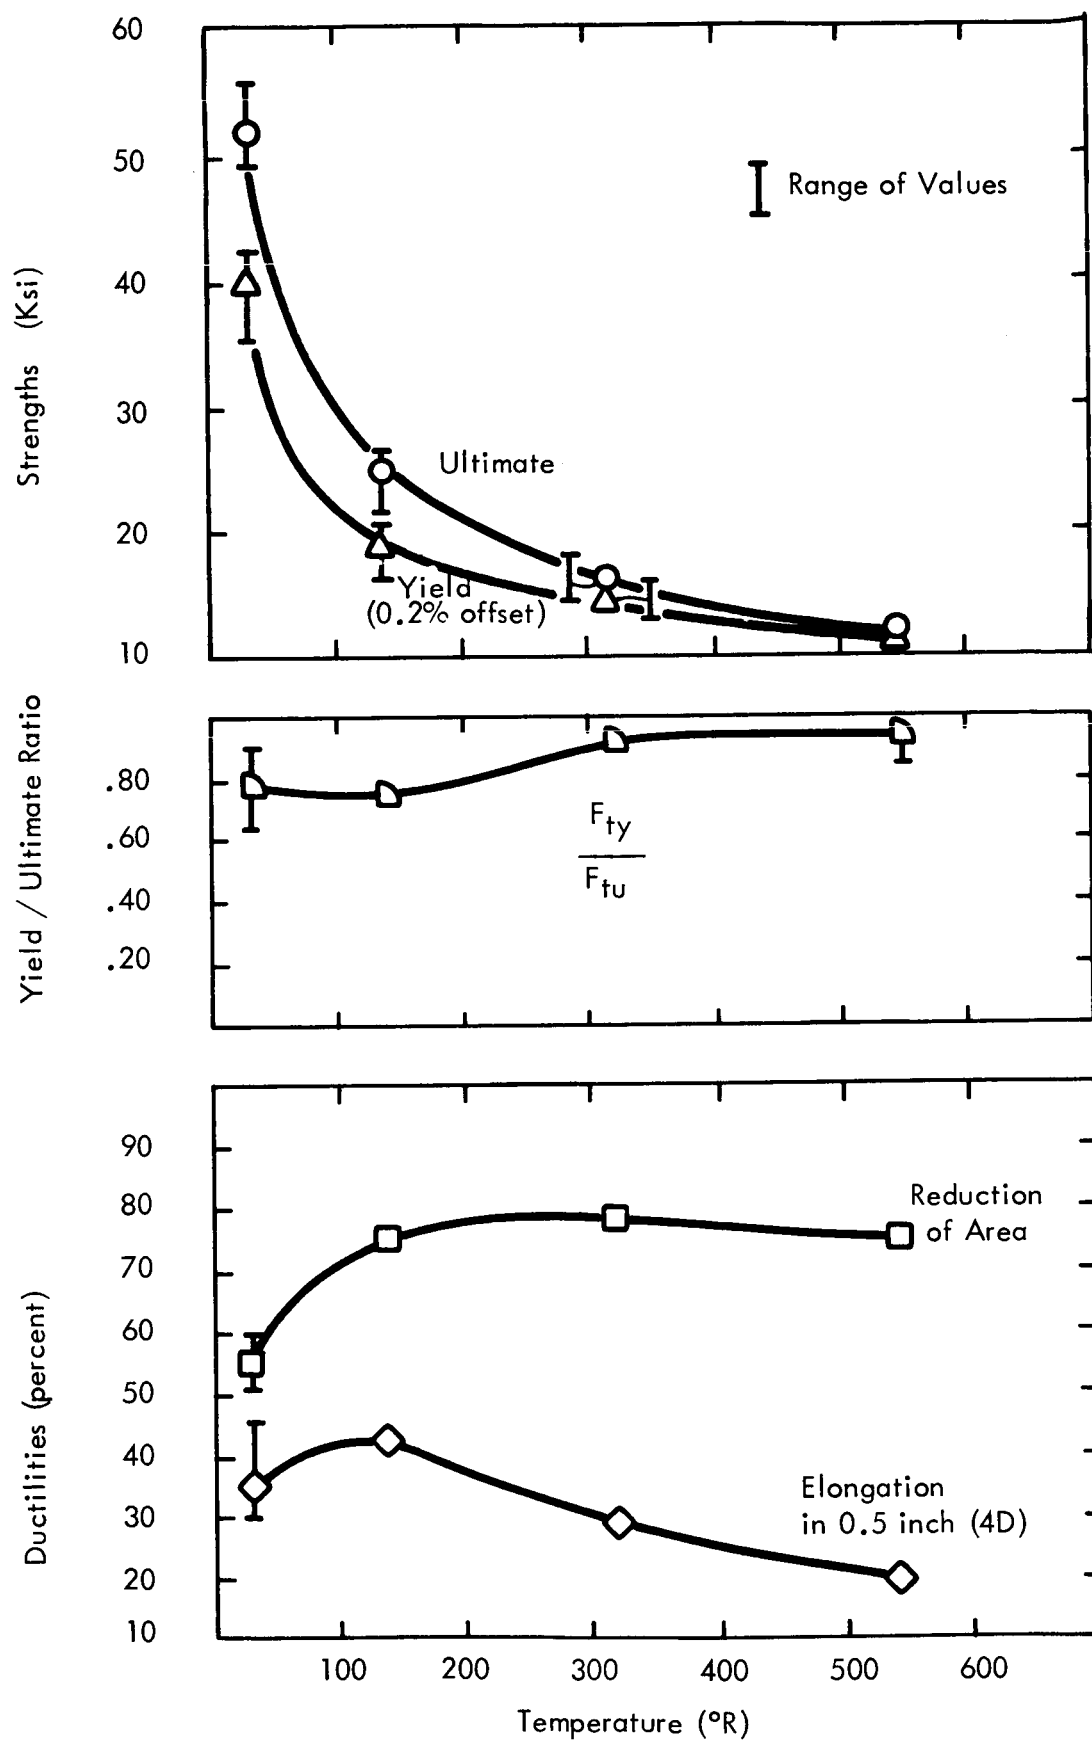 60
50
40
30
20
10
Strengths (Ksi)
Range of Values
Ultimate
Yield
(0.2% offset)
.80
.60
.40
.20
Yield / Ultimate Ratio
Fty
Ftu
90
80
70
60
50
40
30
20
10
Ductilities (percent)
Reduction
of Area
Elongation
in 0.5 inch (4D)
100 200 300 400 500 600
Temperature (°R)